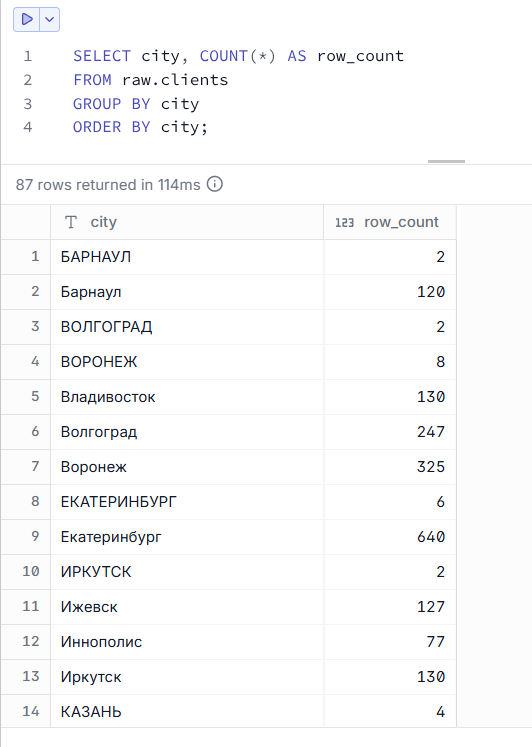 1 SELECT city, COUNT(*) AS row_count
2 FROM raw.clients
3 GROUP BY city
4 ORDER BY city;
87 rows returned in 114ms
T city 123 row_count
1 БАРНАУЛ 2
2 Барнаул 120
3 ВОЛГОГРАД 2
4 ВОРОНЕЖ 8
5 Владивосток 130
6 Волгоград 247
7 Воронеж 325
8 ЕКАТЕРИНБУРГ 6
9 Екатеринбург 640
10 ИРКУТСК 2
11 Ижевск 127
12 Иннополис 77
13 Иркутск 130
14 КАЗАНЬ 4